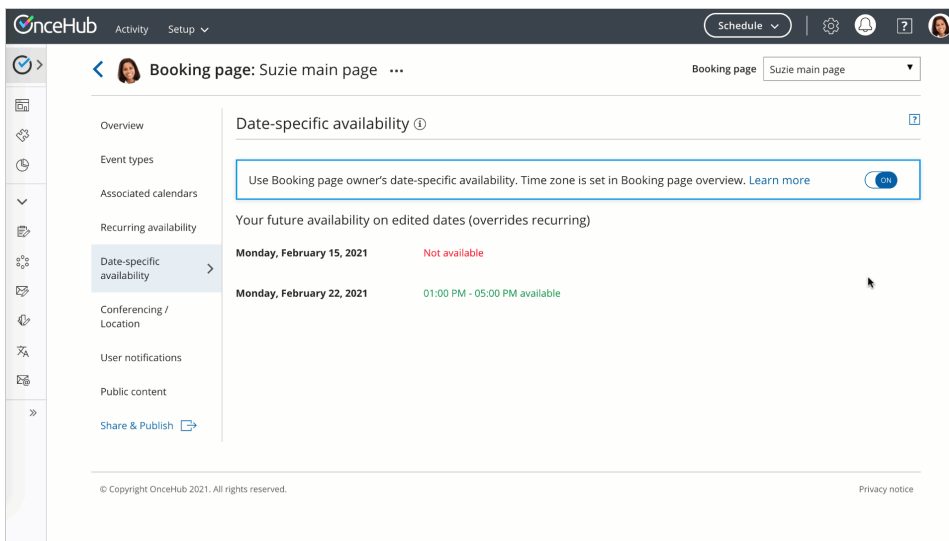 OnceHub Activity Setup Schedule ?
Booking page: Suzie main page ... Booking page Suzie main page
Overview
Date-specific availability i ?
Event types
Use Booking page owner's date-specific availability. Time zone is set in Booking page overview. Learn more ON
Associated calendars
Recurring availability
Your future availability on edited dates (overrides recurring)
Date-specific
availability
Monday, February 15, 2021 Not available
Monday, February 22, 2021 01:00 PM - 05:00 PM available
Conferencing /
Location
User notifications
Public content
Share & Publish
© Copyright OnceHub 2021. All rights reserved. Privacy notice